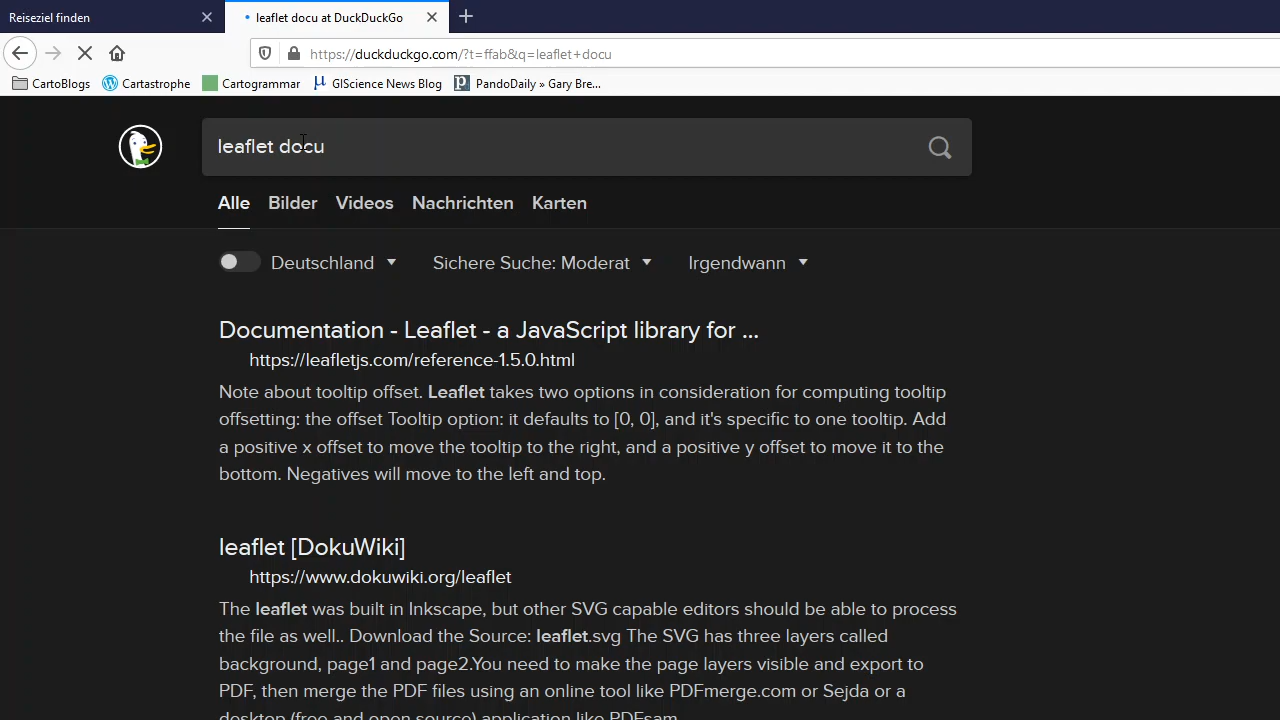 Reiseziel finden
leaflet docu at DuckDuckGo
https://duckduckgo.com/?t=ffab&q=leaflet+docu
CartoBlogs Cartastrophe Cartogrammar GIScience News Blog PandoDaily » Gary Bre...
leaflet docu
Alle Bilder Videos Nachrichten Karten
Deutschland Sichere Suche: Moderat Irgendwann
Documentation - Leaflet - a JavaScript library for ...
https://leafletjs.com/reference-1.5.0.html
Note about tooltip offset. Leaflet takes two options in consideration for computing tooltip
offsetting: the offset Tooltip option: it defaults to [0, 0], and it's specific to one tooltip. Add
a positive x offset to move the tooltip to the right, and a positive y offset to move it to the
bottom. Negatives will move to the left and top.
leaflet [DokuWiki]
https://www.dokuwiki.org/leaflet
The leaflet was built in Inkscape, but other SVG capable editors should be able to process
the file as well.. Download the Source: leaflet.svg The SVG has three layers called
background, page1 and page2.You need to make the page layers visible and export to
PDF, then merge the PDF files using an online tool like PDFmerge.com or Sejda or a
desktop (free and open source) application like PDFsam.